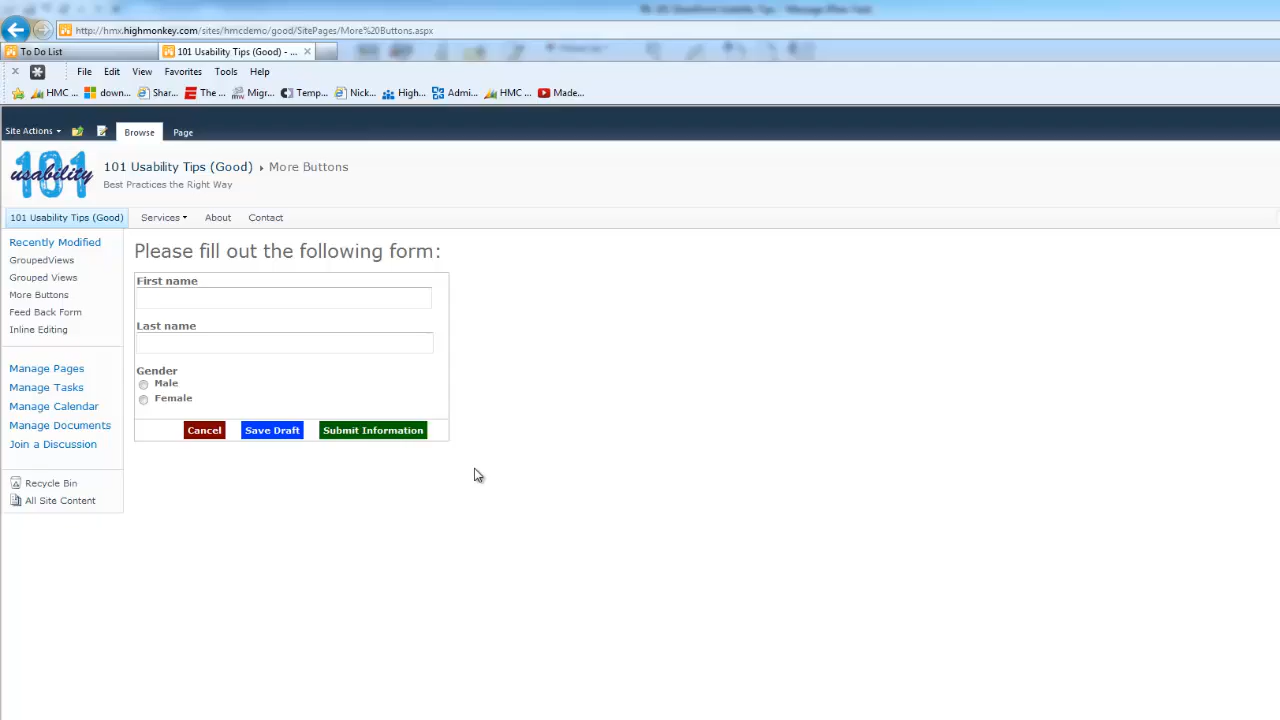 http://hmx.highmonkey.com/sites/hmcdemo/good/SitePages/More%20Buttons.aspx
To Do List
101 Usability Tips (Good) - ...
File Edit View Favorites Tools Help
HMC ... down... Shar... The ... Migr... Temp... Nick... High... Admi... HMC ... Made...
Site Actions Browse Page
101 usability
101 Usability Tips (Good) More Buttons
Best Practices the Right Way
101 Usability Tips (Good) Services About Contact
Recently Modified
GroupedViews
Grouped Views
More Buttons
Feed Back Form
Inline Editing
Manage Pages
Manage Tasks
Manage Calendar
Manage Documents
Join a Discussion
Recycle Bin
All Site Content
Please fill out the following form:
First name
Last name
Gender
Male
Female
Cancel Save Draft Submit Information